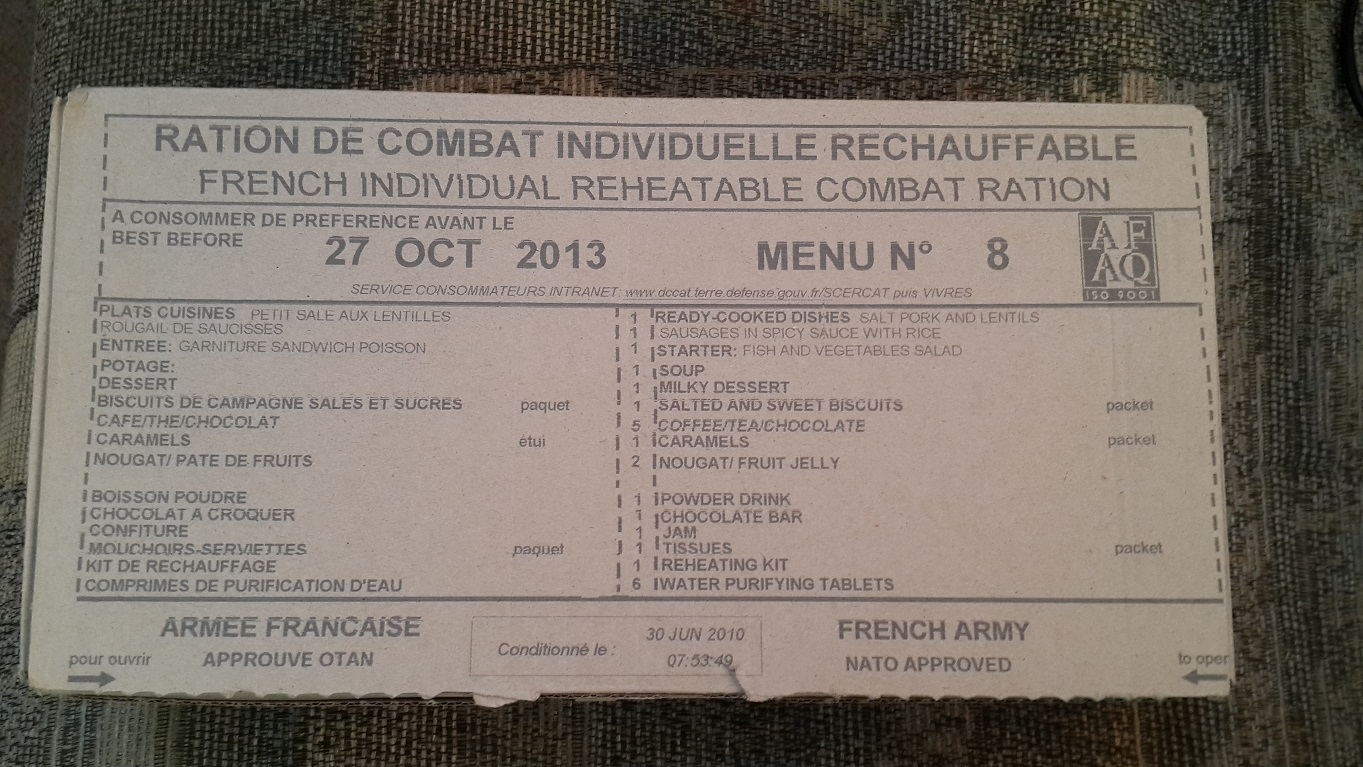 RATION DE COMBAT INDIVIDUELLE RECHAUFFABLE
FRENCH INDIVIDUAL REHEATABLE COMBAT RATION
A CONSOMMER DE PREFERENCE AVANT LE
BEST BEFORE 27 OCT 2013 MENU N° 8
AF
AQ
ISO 9001
SERVICE CONSOMMATEURS INTRANET: www.dccat.terre.defense.gouv.fr/SCERCAT puis VIVRES
PLATS CUISINES PETIT SALE AUX LENTILLES 1 READY-COOKED DISHES SALT PORK AND LENTILS
ROUGAIL DE SAUCISSES 1 SAUSAGES IN SPICY SAUCE WITH RICE
ENTREE: GARNITURE SANDWICH POISSON 1 STARTER: FISH AND VEGETABLES SALAD
POTAGE: 1 SOUP
DESSERT 1 MILKY DESSERT
BISCUITS DE CAMPAGNE SALES ET SUCRES paquet 1 SALTED AND SWEET BISCUITS packet
CAFE/THE/CHOCOLAT 5 COFFEE/TEA/CHOCOLATE
CARAMELS étui 1 CARAMELS packet
NOUGAT/ PATE DE FRUITS 2 NOUGAT/ FRUIT JELLY
BOISSON POUDRE 1 POWDER DRINK
CHOCOLAT A CROQUER 1 CHOCOLATE BAR
CONFITURE 1 JAM
MOUCHOIRS-SERVIETTES paquet 1 TISSUES packet
KIT DE RECHAUFFAGE 1 REHEATING KIT
COMPRIMES DE PURIFICATION D'EAU 6 WATER PURIFYING TABLETS
ARMEE FRANCAISE
APPROUVE OTAN
pour ouvrir
Conditionné le : 30 JUN 2010
07:53:49
FRENCH ARMY
NATO APPROVED
to open